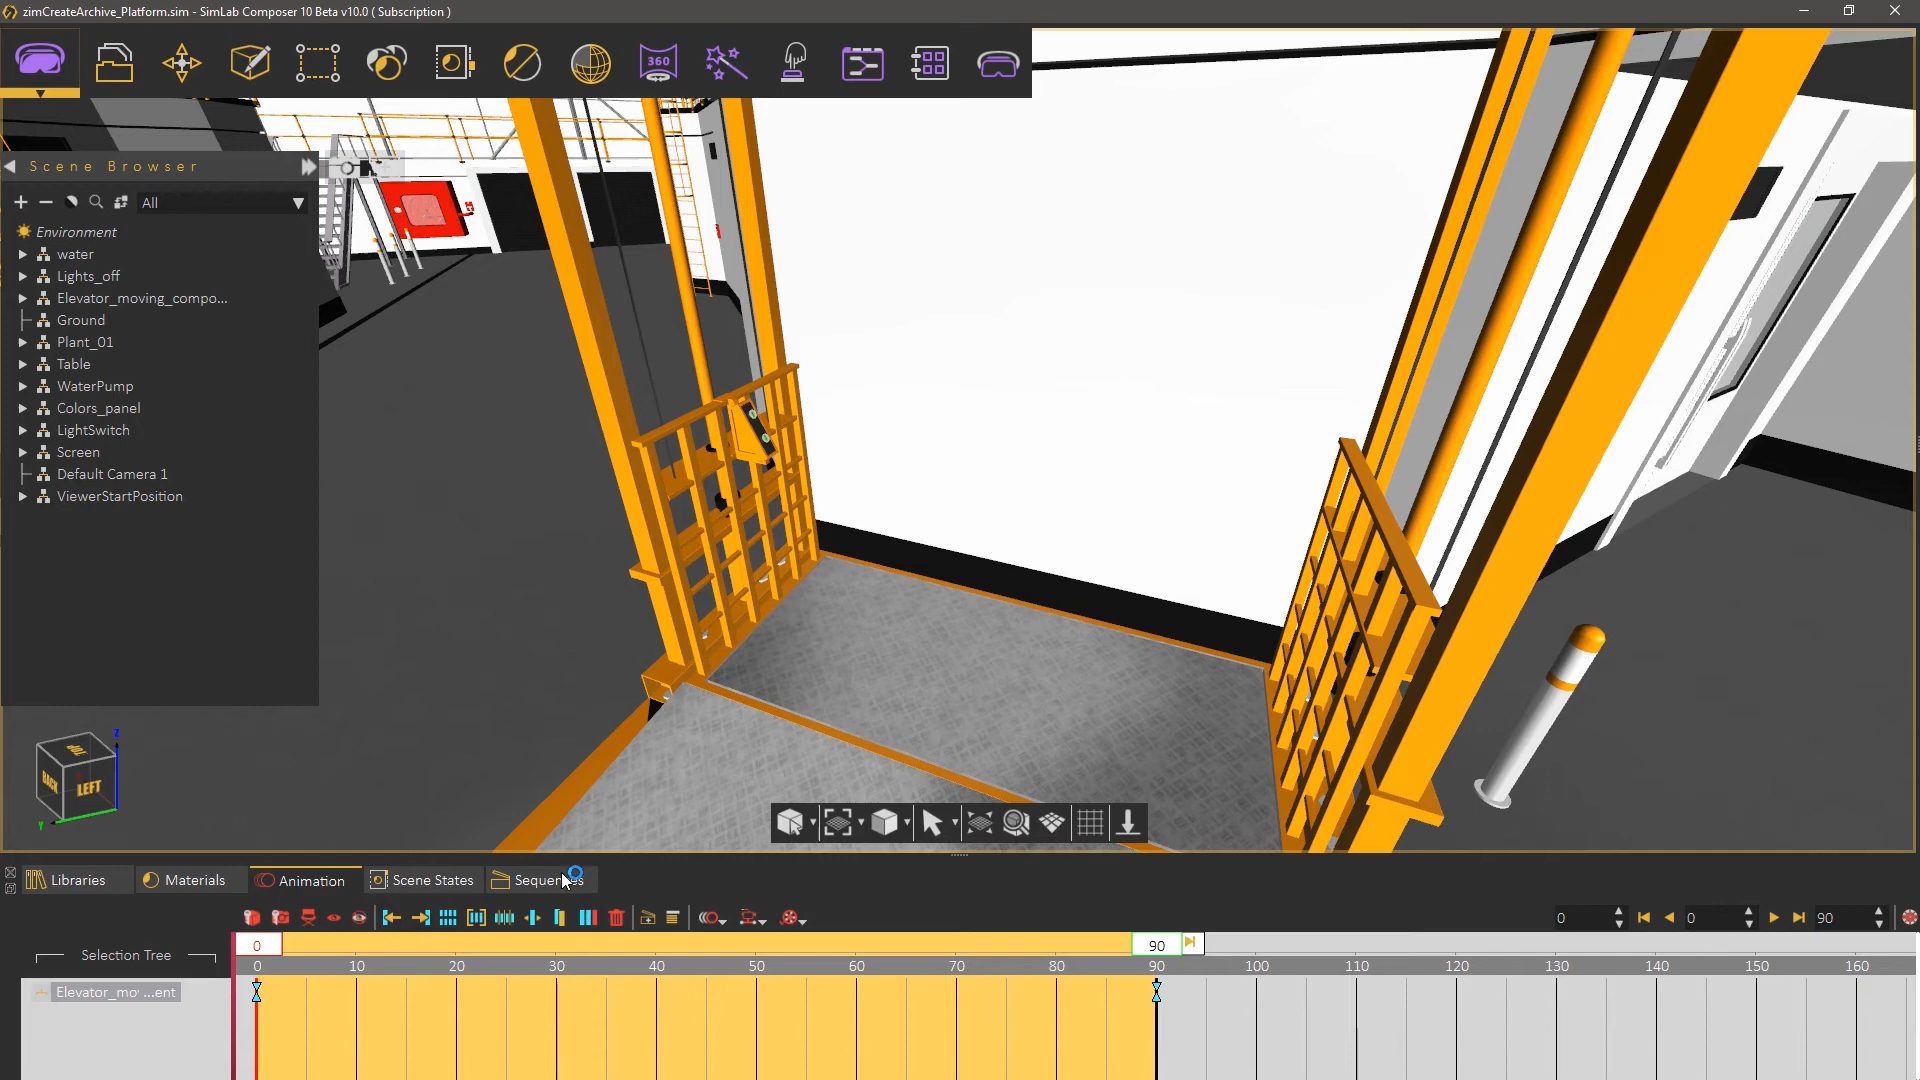 zimCreateArchive_Platform.sim - SimLab Composer 10 Beta v10.0 ( Subscription )
360
Scene Browser
All
Environment
water
Lights_off
Elevator_moving_compo...
Ground
Plant_01
Table
WaterPump
Colors_panel
LightSwitch
Screen
Default Camera 1
ViewerStartPosition
TOP
BACK
LEFT
Z
Y
Libraries
Materials
Animation
Scene States
Sequences
0
0
90
Selection Tree
0
90
0 10 20 30 40 50 60 70 80 90 100 110 120 130 140 150 160
Elevator_mo...ent